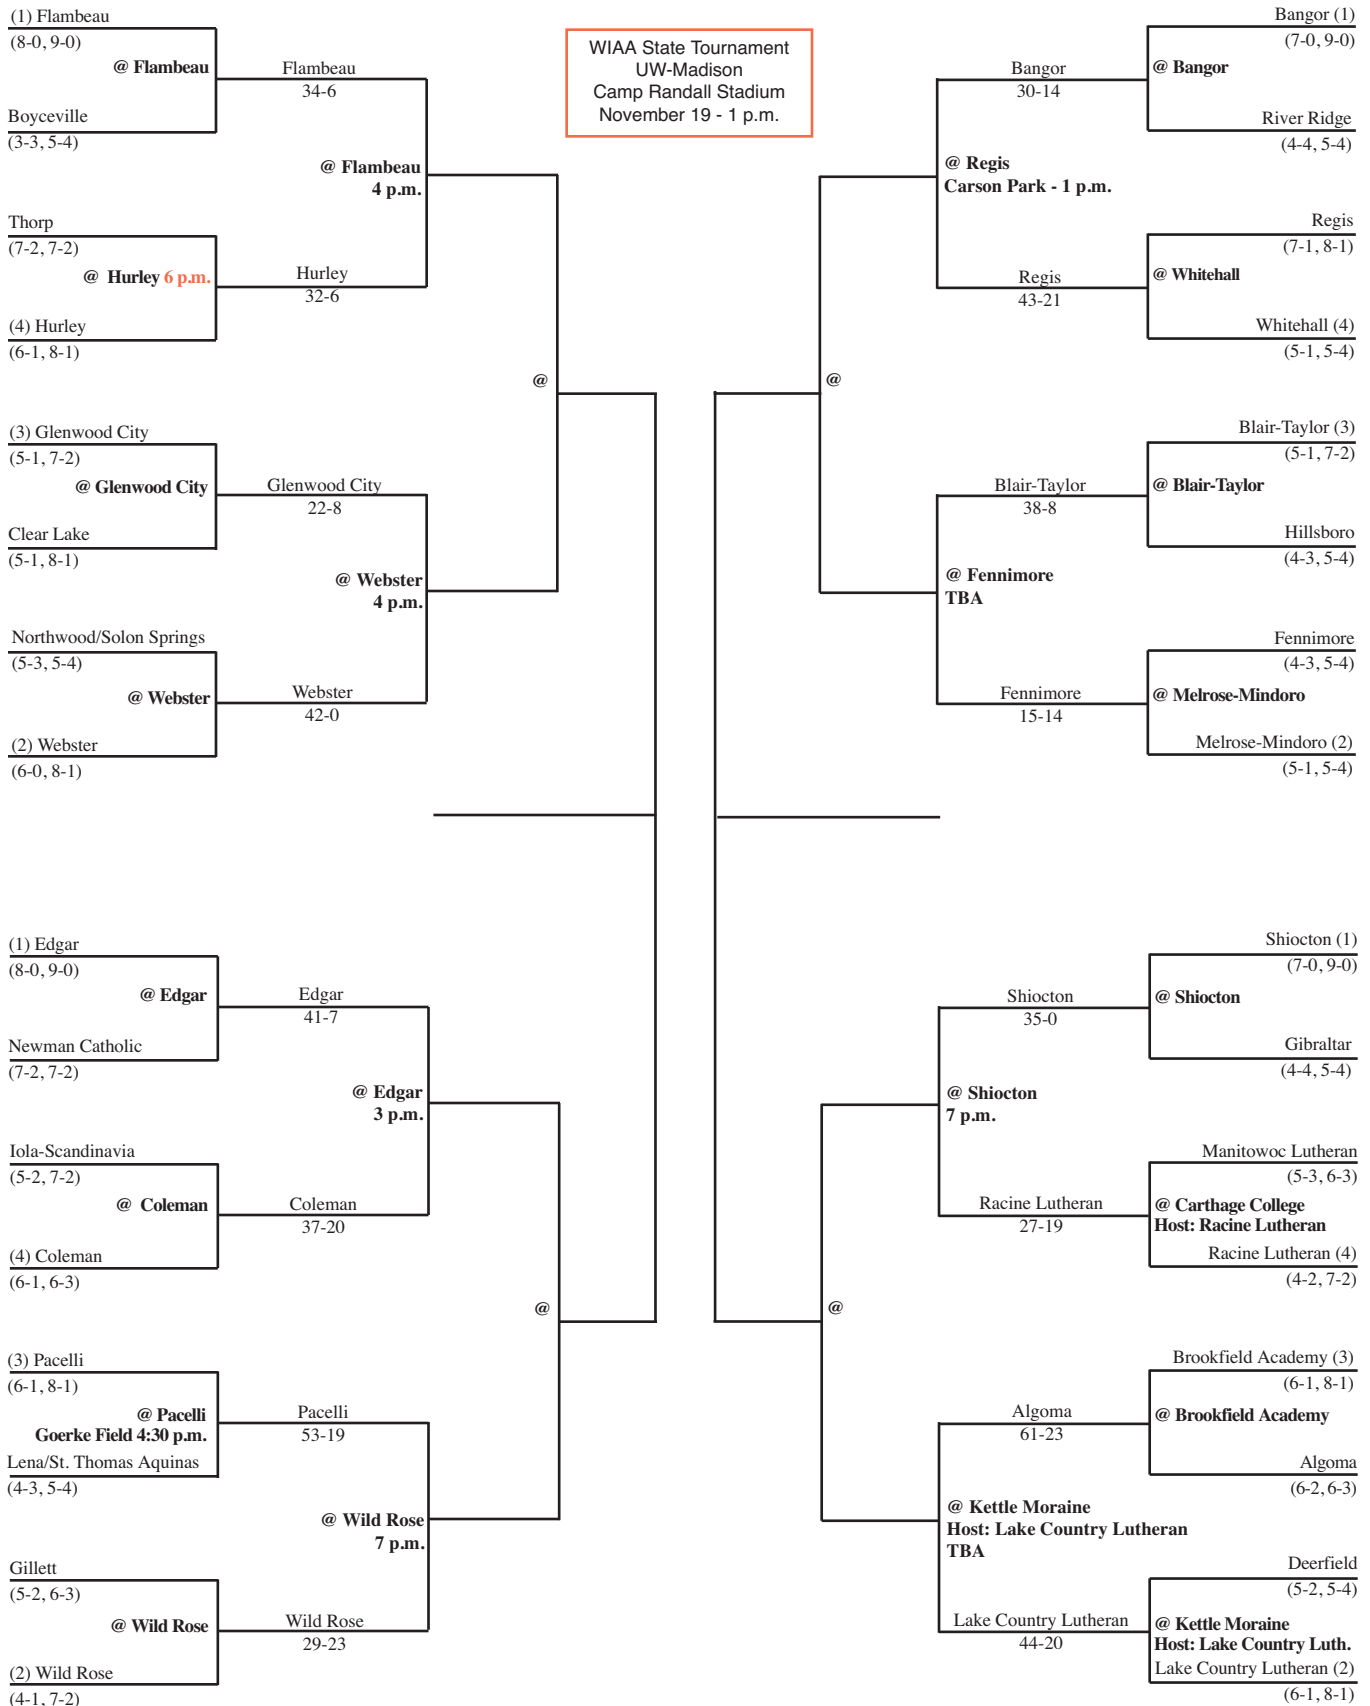 (1) Flambeau
(8-0, 9-0)
@ Flambeau
Boyceville
(3-3, 5-4)
Flambeau
34-6
@ Flambeau
4 p.m.
Thorp
(7-2, 7-2)
@ Hurley 6 p.m.
(4) Hurley
(6-1, 8-1)
Hurley
32-6
@
(3) Glenwood City
(5-1, 7-2)
@ Glenwood City
Clear Lake
(5-1, 8-1)
Glenwood City
22-8
@ Webster
4 p.m.
Northwood/Solon Springs
(5-3, 5-4)
@ Webster
(2) Webster
(6-0, 8-1)
Webster
42-0
(1) Edgar
(8-0, 9-0)
@ Edgar
Newman Catholic
(7-2, 7-2)
Edgar
41-7
@ Edgar
3 p.m.
Iola-Scandinavia
(5-2, 7-2)
@ Coleman
(4) Coleman
(6-1, 6-3)
Coleman
37-20
@
(3) Pacelli
(6-1, 8-1)
@ Pacelli
Goerke Field 4:30 p.m.
Lena/St. Thomas Aquinas
(4-3, 5-4)
Pacelli
53-19
@ Wild Rose
7 p.m.
Gillett
(5-2, 6-3)
@ Wild Rose
(2) Wild Rose
(4-1, 7-2)
Wild Rose
29-23
WIAA State Tournament
UW-Madison
Camp Randall Stadium
November 19 - 1 p.m.
Bangor (1)
(7-0, 9-0)
@ Bangor
River Ridge
(4-4, 5-4)
Bangor
30-14
@ Regis
Carson Park - 1 p.m.
Regis
(7-1, 8-1)
@ Whitehall
Whitehall (4)
(5-1, 5-4)
Regis
43-21
@
Blair-Taylor (3)
(5-1, 7-2)
@ Blair-Taylor
Hillsboro
(4-3, 5-4)
Blair-Taylor
38-8
@ Fennimore
TBA
Fennimore
(4-3, 5-4)
@ Melrose-Mindoro
Melrose-Mindoro (2)
(5-1, 5-4)
Fennimore
15-14
Shiocton (1)
(7-0, 9-0)
@ Shiocton
Gibraltar
(4-4, 5-4)
Shiocton
35-0
@ Shiocton
7 p.m.
Manitowoc Lutheran
(5-3, 6-3)
@ Carthage College
Host: Racine Lutheran
Racine Lutheran (4)
(4-2, 7-2)
Racine Lutheran
27-19
@
Brookfield Academy (3)
(6-1, 8-1)
@ Brookfield Academy
Algoma
(6-2, 6-3)
Algoma
61-23
@ Kettle Moraine
Host: Lake Country Lutheran
TBA
Deerfield
(5-2, 5-4)
@ Kettle Moraine
Host: Lake Country Luth.
Lake Country Lutheran (2)
(6-1, 8-1)
Lake Country Lutheran
44-20